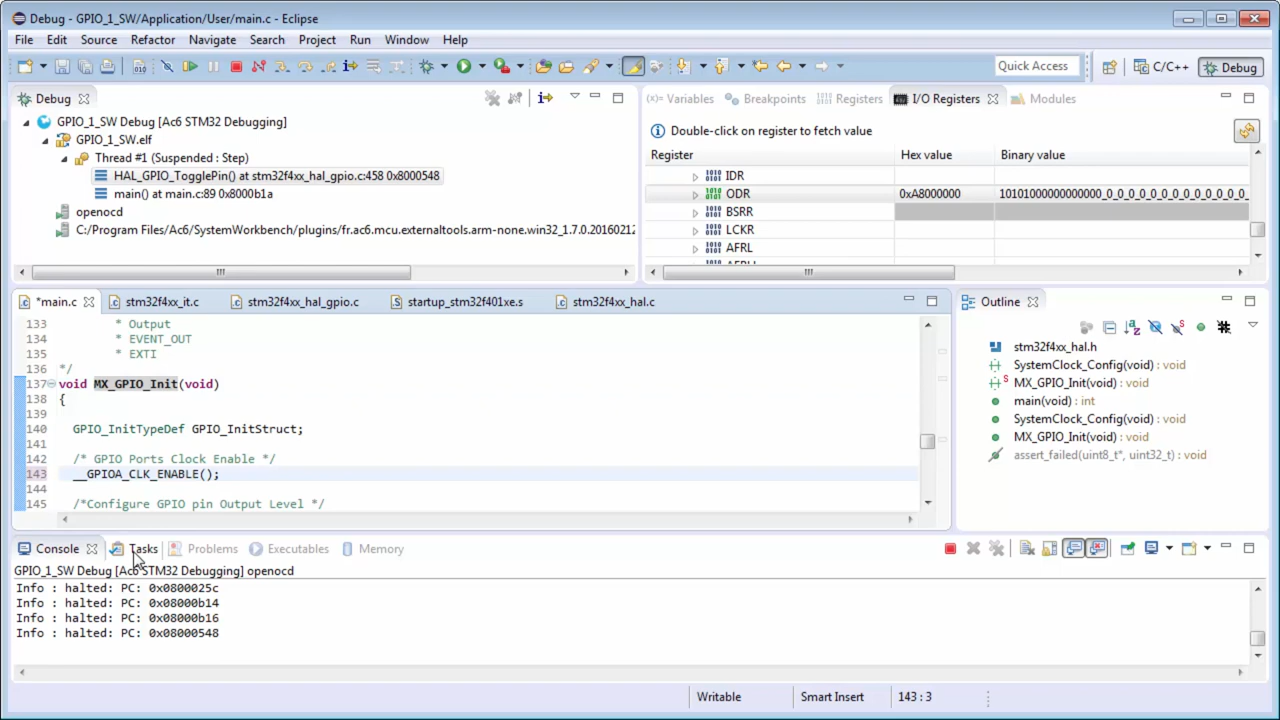 Debug - GPIO_1_SW/Application/User/main.c - Eclipse
File Edit Source Refactor Navigate Search Project Run Window Help
Quick Access C/C++ Debug
Debug
GPIO_1_SW Debug [Ac6 STM32 Debugging]
GPIO_1_SW.elf
Thread #1 (Suspended : Step)
HAL_GPIO_TogglePin() at stm32f4xx_hal_gpio.c:458 0x8000548
main() at main.c:89 0x8000b1a
openocd
C:/Program Files/Ac6/SystemWorkbench/plugins/fr.ac6.mcu.externaltools.arm-none.win32_1.7.0.20160212
(x)= Variables Breakpoints Registers I/O Registers Modules
Double-click on register to fetch value
Register Hex value Binary value
IDR
ODR 0xA8000000 10101000000000000_0_0_0_0_0_0_0_0_0_0_0_0_
BSRR
LCKR
AFRL
*main.c stm32f4xx_it.c stm32f4xx_hal_gpio.c startup_stm32f401xe.s stm32f4xx_hal.c
133 * Output
134 * EVENT_OUT
135 * EXTI
136 */
137 void MX_GPIO_Init(void)
138 {
139
140 GPIO_InitTypeDef GPIO_InitStruct;
141
142 /* GPIO Ports Clock Enable */
143 __GPIOA_CLK_ENABLE();
144
145 /*Configure GPIO pin Output Level */
Outline
stm32f4xx_hal.h
SystemClock_Config(void) : void
MX_GPIO_Init(void) : void
main(void) : int
SystemClock_Config(void) : void
MX_GPIO_Init(void) : void
assert_failed(uint8_t*, uint32_t) : void
Console Tasks Problems Executables Memory
GPIO_1_SW Debug [Ac6 STM32 Debugging] openocd
Info : halted: PC: 0x0800025c
Info : halted: PC: 0x08000b14
Info : halted: PC: 0x08000b16
Info : halted: PC: 0x08000548
Writable Smart Insert 143 : 3